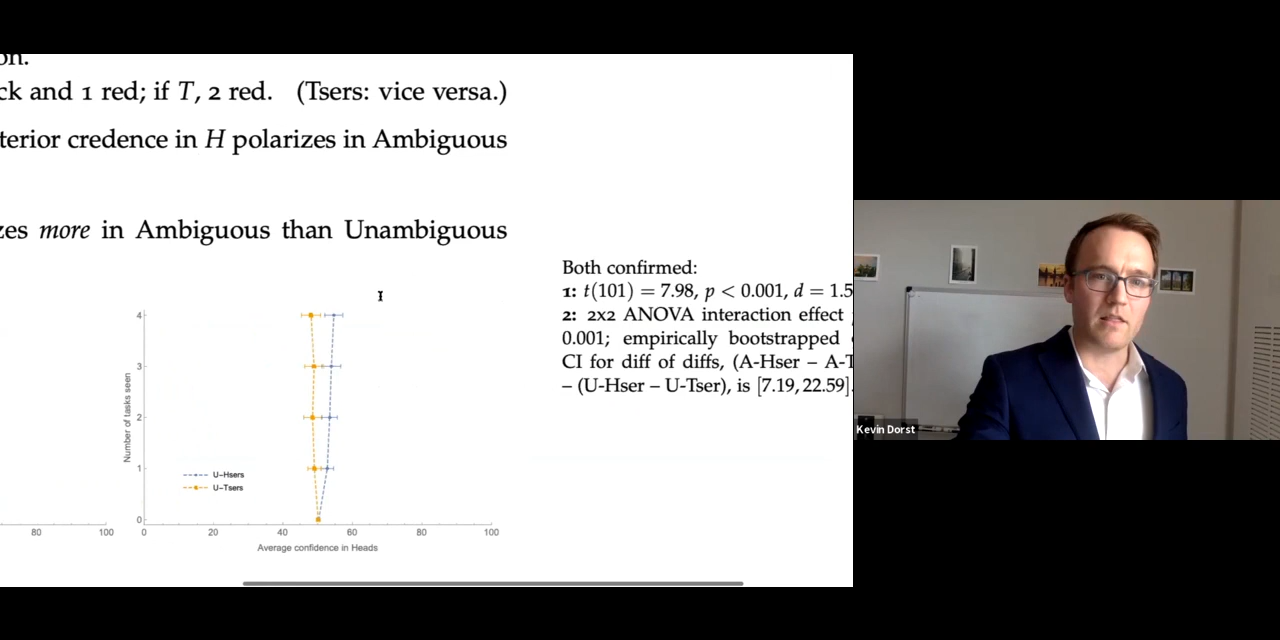 on.
ck and 1 red; if T, 2 red. (Tsers: vice versa.)
terior credence in H polarizes in Ambiguous
zes more in Ambiguous than Unambiguous
Both confirmed:
1: t(101) = 7.98, p < 0.001, d = 1.5
2: 2x2 ANOVA interaction effect
0.001; empirically bootstrapped
CI for diff of diffs, (A-Hser – A-T
– (U-Hser – U-Tser), is [7.19, 22.59].
4
3
2
1
0
Number of tasks seen
U-Hsers
U-Tsers
80 100
0 20 40 60 80 100
Average confidence in Heads
Kevin Dorst